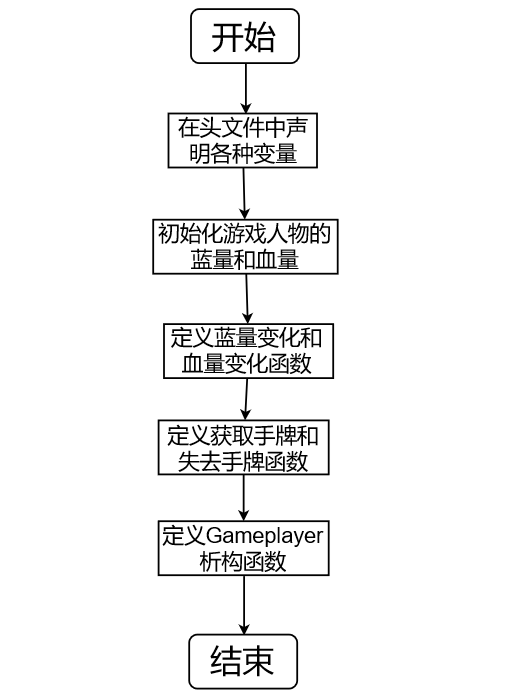 开始
在头文件中声
明各种变量
初始化游戏人物的
蓝量和血量
定义蓝量变化和
血量变化函数
定义获取手牌和
失去手牌函数
定义Gameplayer
析构函数
结束